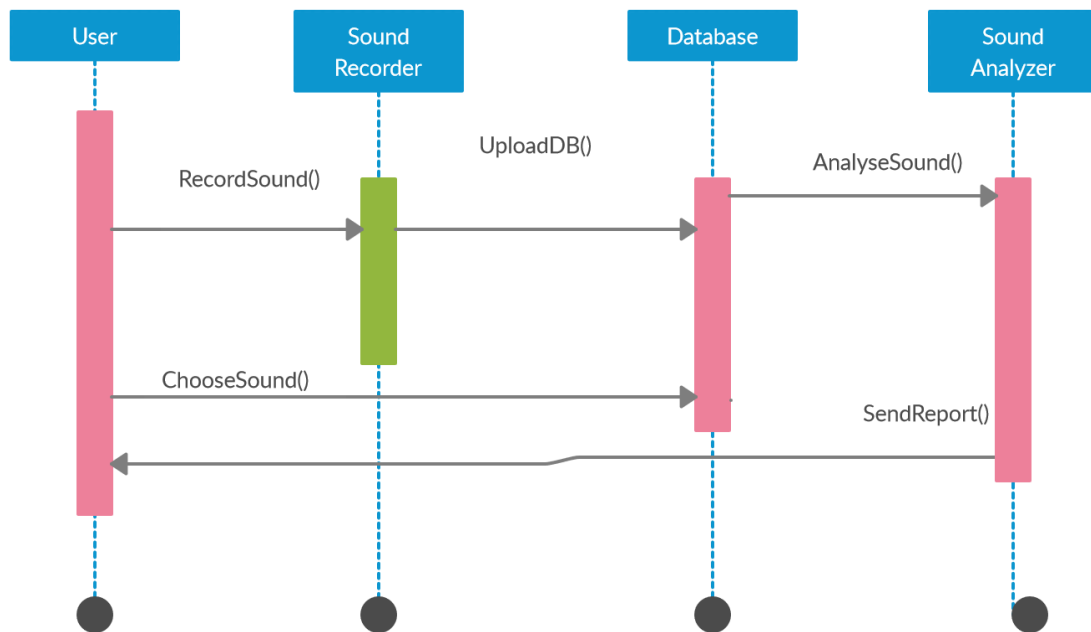 User
Sound
Recorder
Database
Sound
Analyzer
UploadDB()
AnalyseSound()
RecordSound()
ChooseSound()
SendReport()